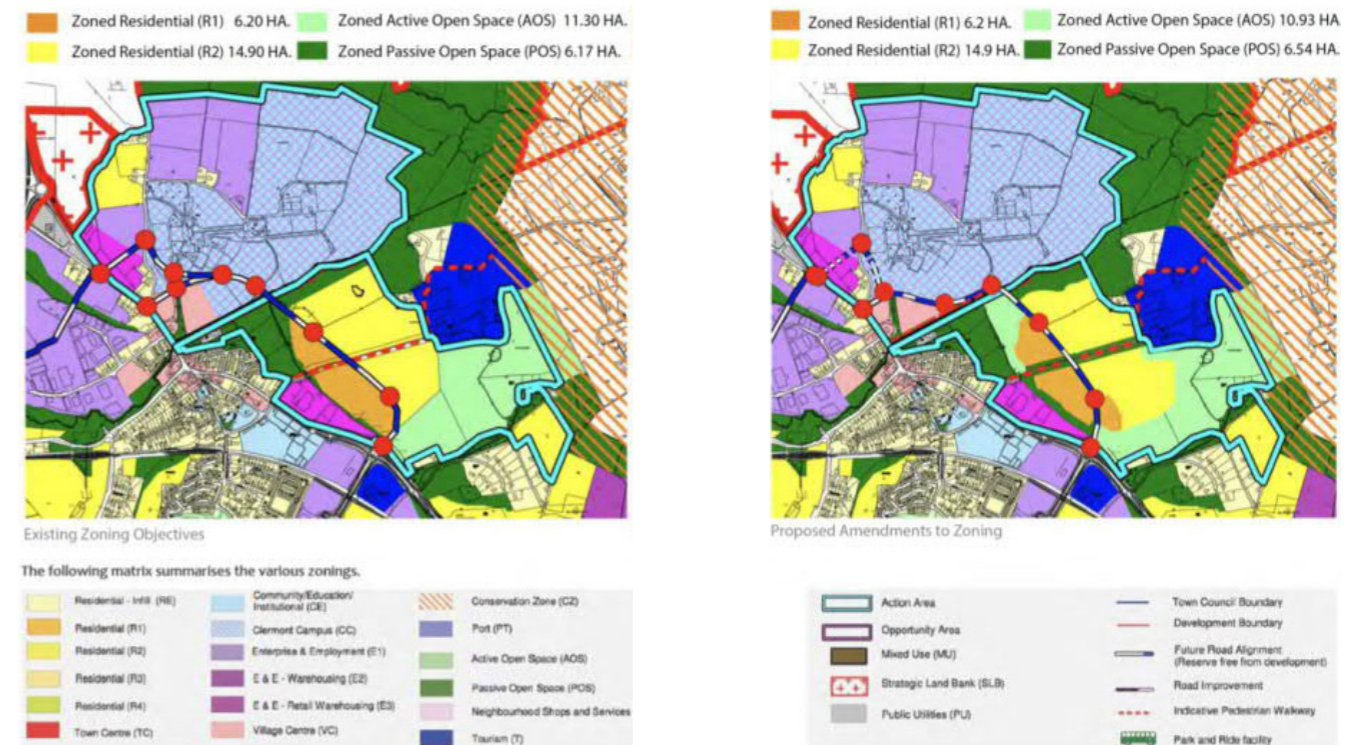 Zoned Residential (R1) 6.20 HA.
Zoned Active Open Space (AOS) 11.30 HA.
Zoned Residential (R2) 14.90 HA.
Zoned Passive Open Space (POS) 6.17 HA.
Zoned Residential (R1) 6.2 HA.
Zoned Active Open Space (AOS) 10.93 HA
Zoned Residential (R2) 14.9 HA.
Zoned Passive Open Space (POS) 6.54 HA.
Existing Zoning Objectives
Proposed Amendments to Zoning
The following matrix summarises the various zonings.
Residential - Infill (RE)
Residential (R1)
Residential (R2)
Residential (R3)
Residential (R4)
Town Centre (TC)
Community/Education/
Institutional (CE)
Clermont Campus (CC)
Enterprise & Employment (E1)
E & E - Warehousing (E2)
E & E - Retail Warehousing (E3)
Village Centre (VC)
Conservation Zone (CZ)
Port (PT)
Active Open Space (AOS)
Passive Open Space (POS)
Neighbourhood Shops and Services
Tourism (T)
Action Area
Opportunity Area
Mixed Use (MU)
Strategic Land Bank (SLB)
Public Utilities (PU)
Town Council Boundary
Development Boundary
Future Road Alignment
(Reserve free from development)
Road Improvement
Indicative Pedestrian Walkway
Park and Ride facility